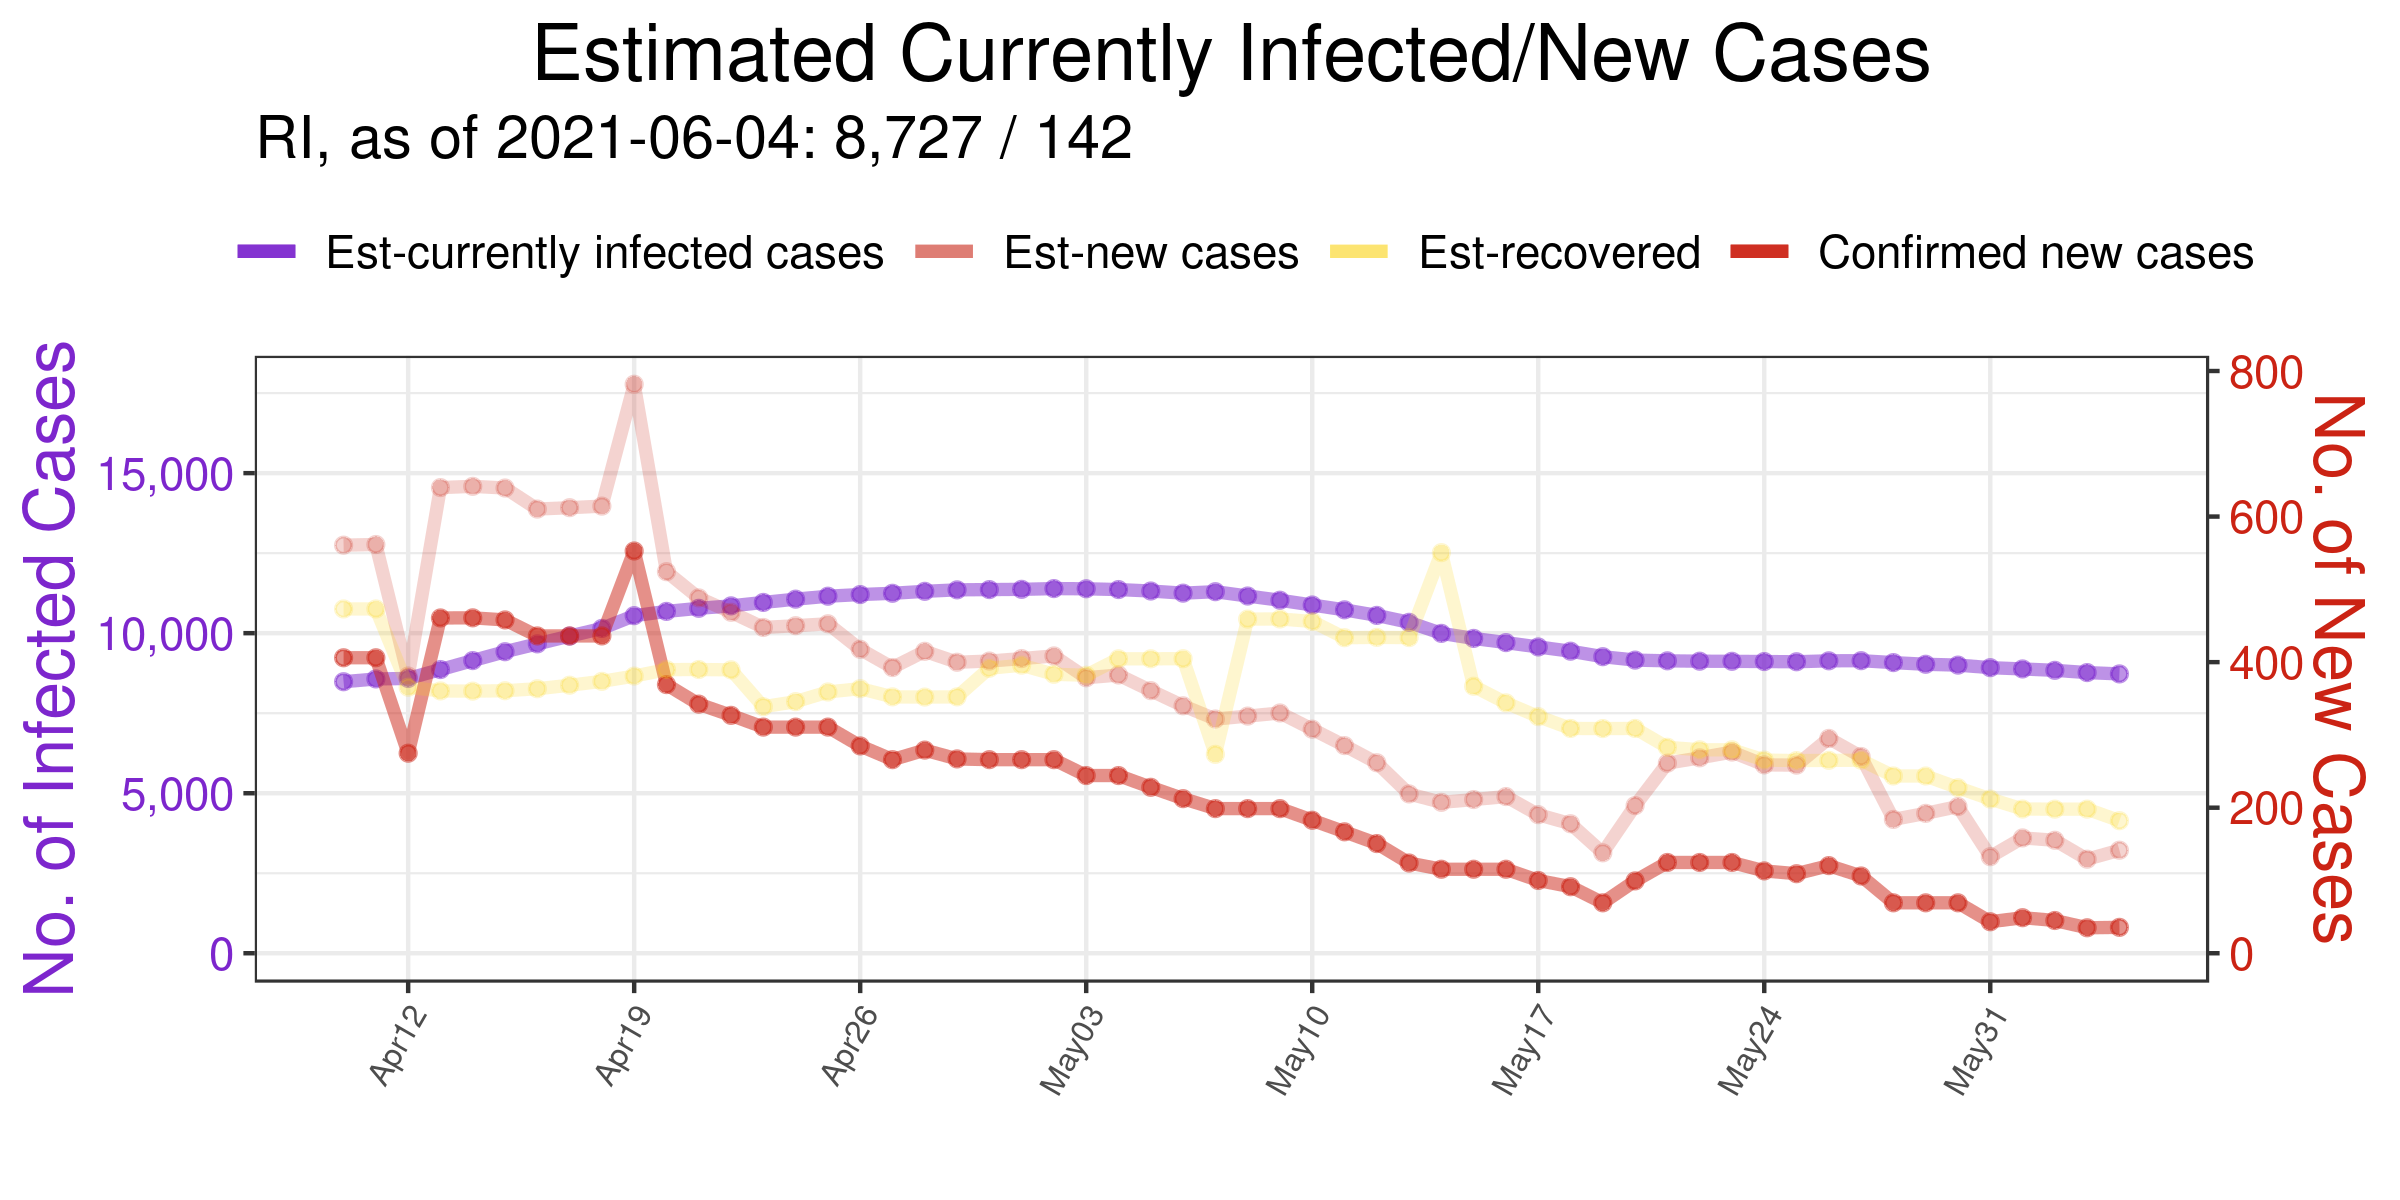 Estimated Currently Infected/New Cases
RI, as of 2021-06-04: 8,727 / 142
Est-currently infected cases Est-new cases Est-recovered Confirmed new cases
No. of Infected Cases
15,000
10,000
5,000
0
800
600
400
200
0
No. of New Cases
Apr12 Apr19 Apr26 May03 May10 May17 May24 May31